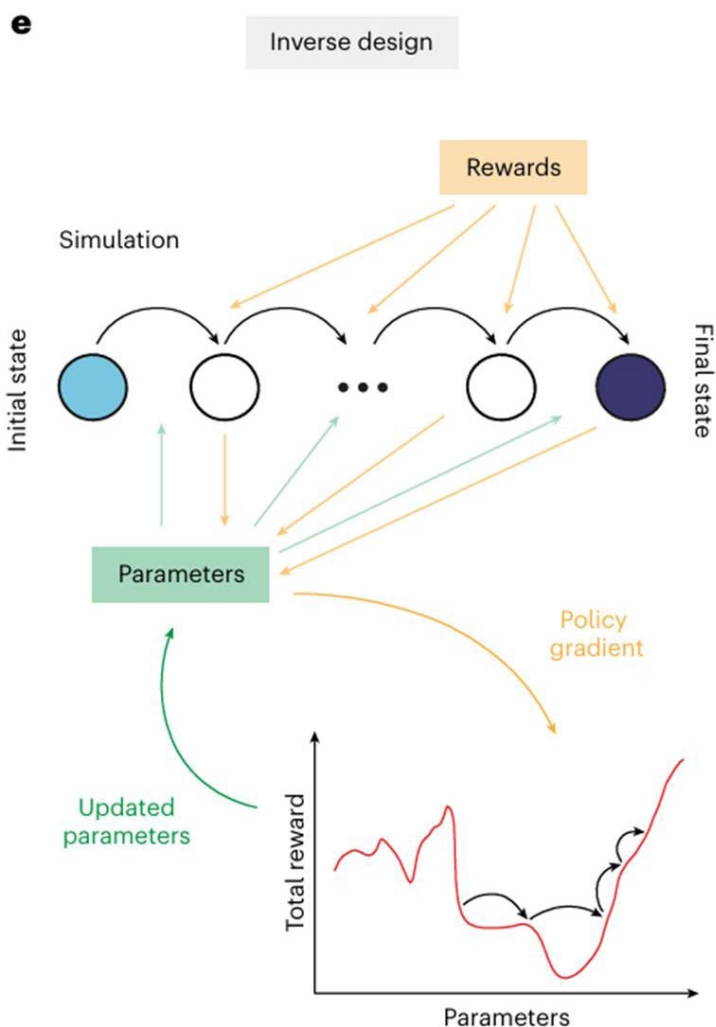 e
Inverse design
Rewards
Simulation
Initial state
Final state
Parameters
Policy
gradient
Updated
parameters
Total reward
Parameters